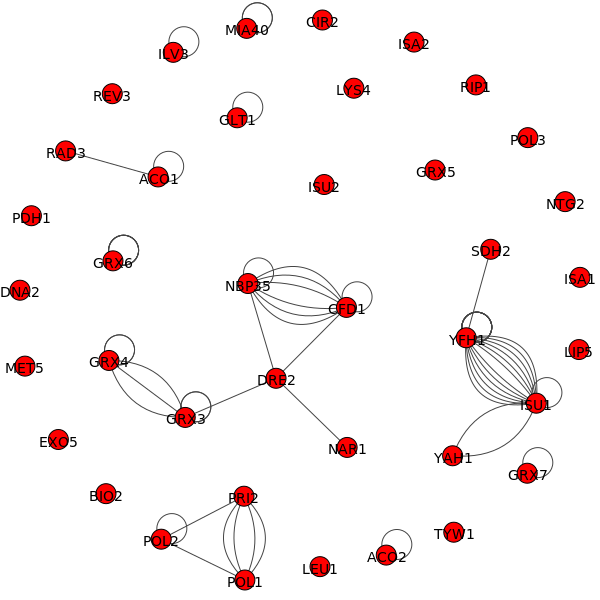 MIA40
CIR2
ISA2
ILV3
REV3
LYS4
RIP1
GLT1
POL3
RAD3
ACO1
GRX5
ISU2
NTG2
PDH1
SDH2
GRX6
ISA1
NBP35
DNA2
CFD1
YFH1
LIP5
GRX4
MET5
DRE2
ISU1
GRX3
EXO5
NAR1
YAH1
GRX7
BIO2
PRI2
TYW1
POL2
ACO2
LEU1
POL1